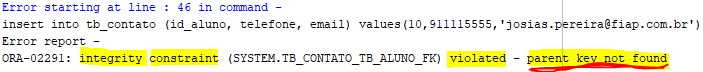 Error starting at line : 46 in command -
insert into tb_contato (id_aluno, telefone, email) values(10,911115555,'josias.pereira@fiap.com.br')
Error report -
ORA-02291: integrity constraint (SYSTEM.TB_CONTATO_TB_ALUNO_FK) violated - parent key not found